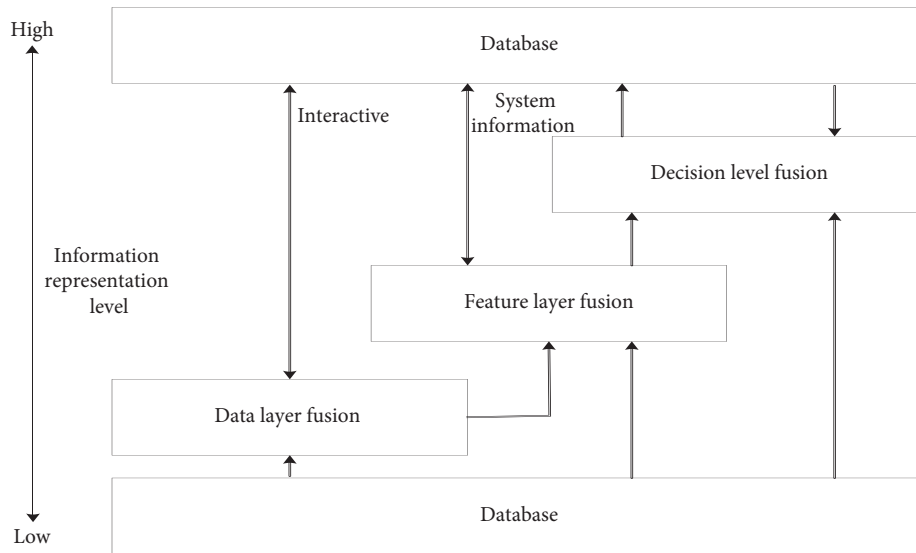 High
Database
Interactive
System
information
Decision level fusion
Information
representation
level
Feature layer fusion
Data layer fusion
Database
Low